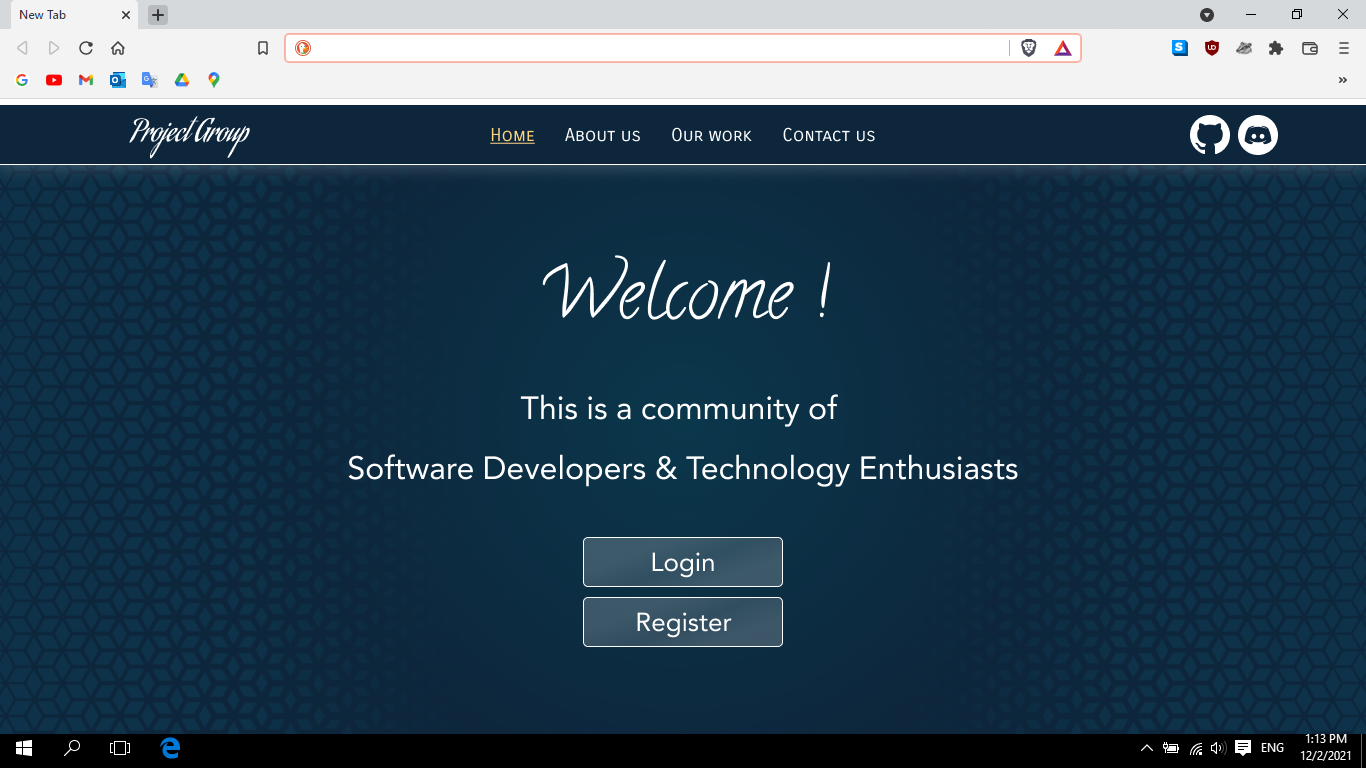 New Tab
Project Group
Home About us Our work Contact us
Welcome !
This is a community of
Software Developers & Technology Enthusiasts
Login
Register
ENG
1:13 PM
12/2/2021